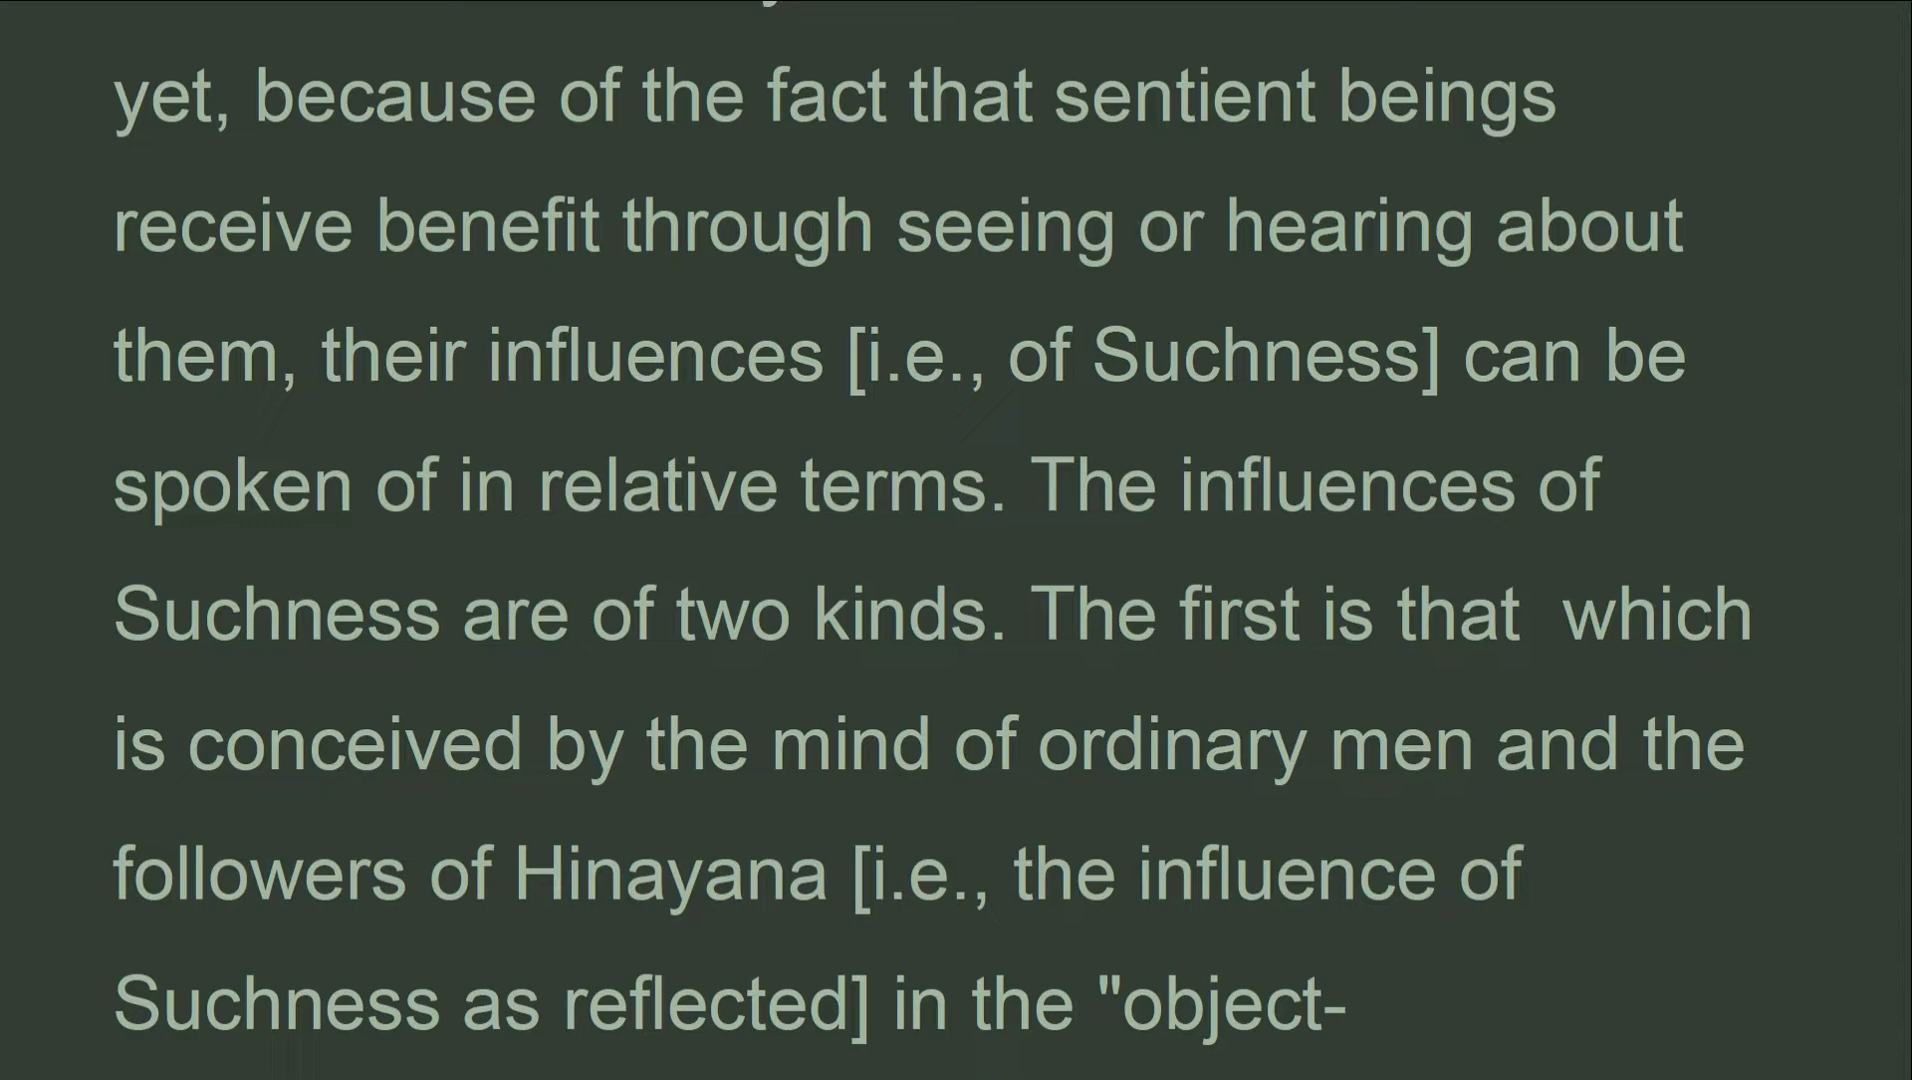 yet, because of the fact that sentient beings
receive benefit through seeing or hearing about
them, their influences [i.e., of Suchness] can be
spoken of in relative terms. The influences of
Suchness are of two kinds. The first is that  which
is conceived by the mind of ordinary men and the
followers of Hinayana [i.e., the influence of
Suchness as reflected] in the "object-